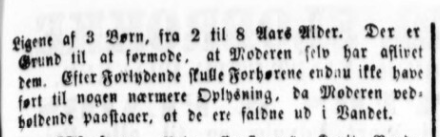 Ligene af 3 Børn, fra 2 til 8 Aars Alder. Der er
Grund til at formode, at Moderen selv har aflivet
dem. Efter Forlydende skulle Forhørene endnu ikke have
ført til nogen nærmere Oplysning, da Moderen ved-
holdende paastaaer, at de ere faldne ud i Vandet.